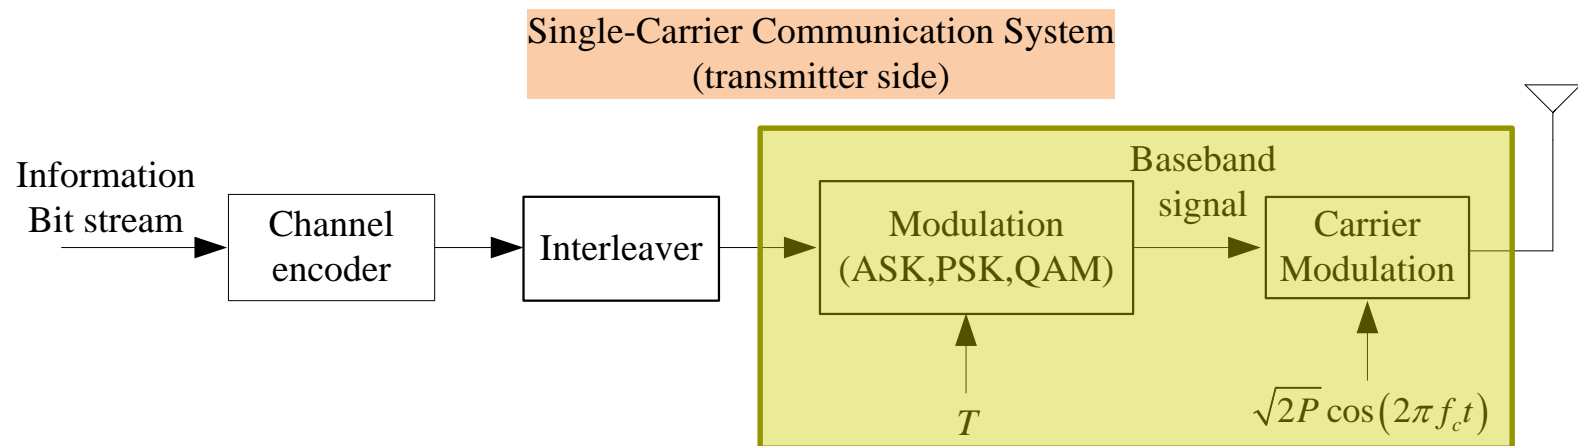 Single-Carrier Communication System
(transmitter side)
Information
Bit stream
Channel
encoder
Interleaver
Modulation
(ASK,PSK,QAM)
Baseband
signal
Carrier
Modulation
T
√2P cos(2πf_c t)